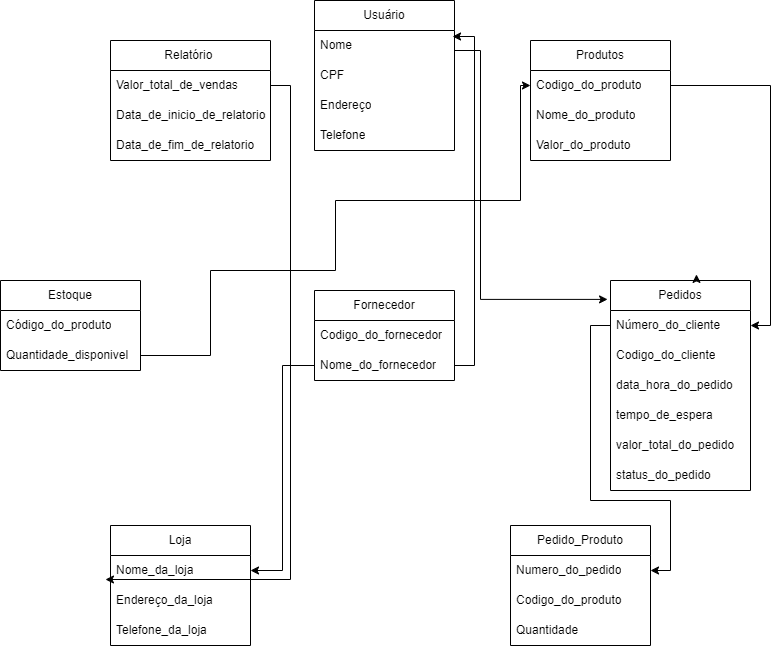 Usuário
Nome
CPF
Endereço
Telefone
Relatório
Valor_total_de_vendas
Data_de_inicio_de_relatorio
Data_de_fim_de_relatorio
Produtos
Codigo_do_produto
Nome_do_produto
Valor_do_produto
Estoque
Código_do_produto
Quantidade_disponivel
Fornecedor
Codigo_do_fornecedor
Nome_do_fornecedor
Pedidos
Número_do_cliente
Codigo_do_cliente
data_hora_do_pedido
tempo_de_espera
valor_total_do_pedido
status_do_pedido
Loja
Nome_da_loja
Endereço_da_loja
Telefone_da_loja
Pedido_Produto
Numero_do_pedido
Codigo_do_produto
Quantidade